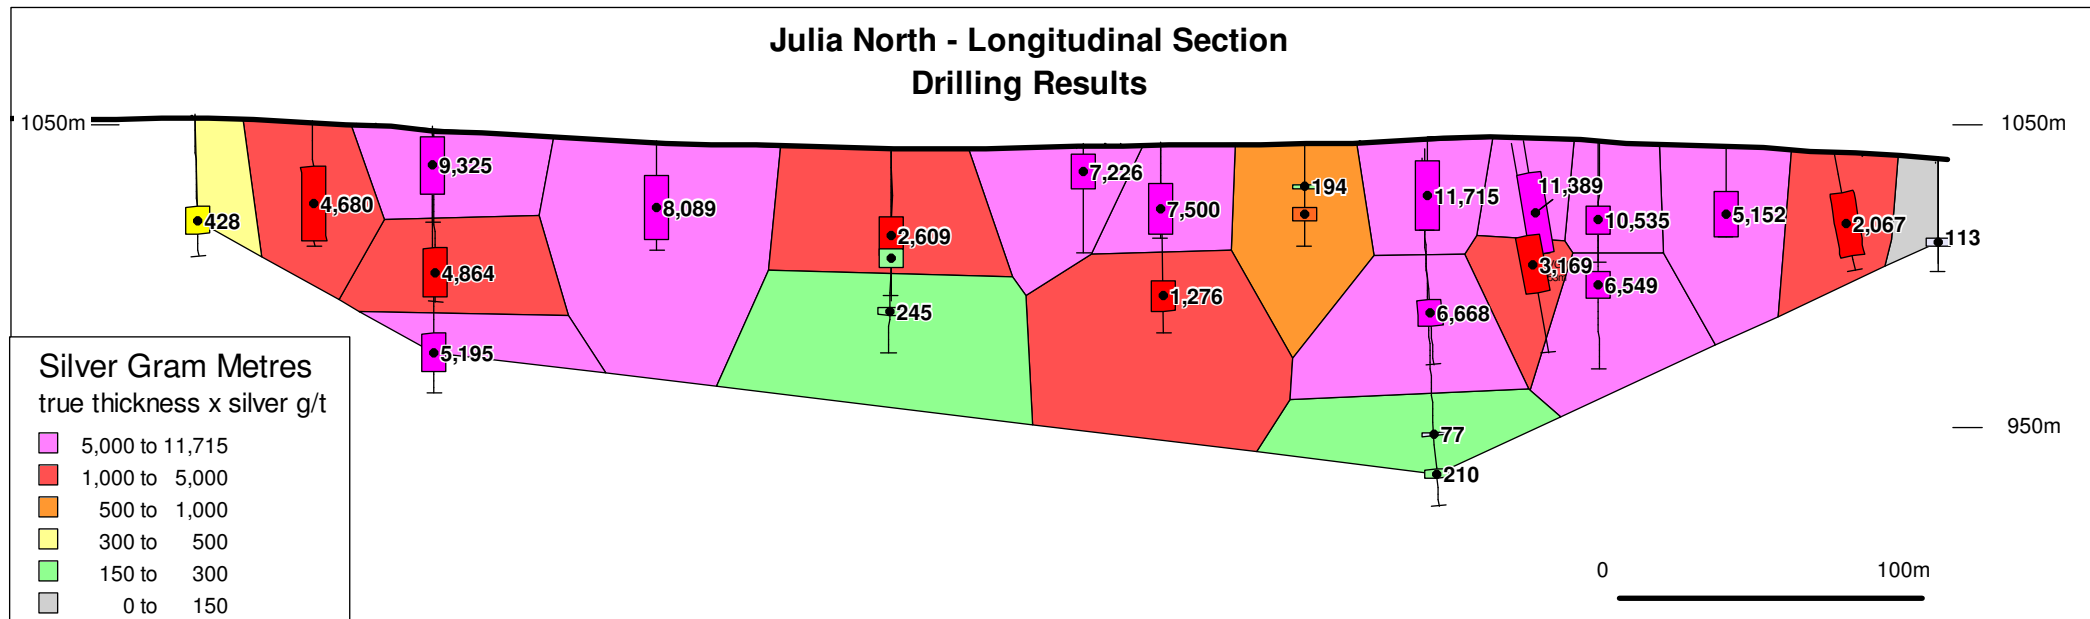 Julia North - Longitudinal Section
Drilling Results
1050m
1050m
9,325
7,226
11,389
194
11,715
4,680
8,089
7,500
5,152
428
10,535
2,067
2,609
113
4,864
3,169
6,549
1,276
245
6,668
5,195
950m
77
210
Silver Gram Metres
true thickness x silver g/t
5,000 to 11,715
1,000 to 5,000
500 to 1,000
300 to 500
150 to 300
0 to 150
0 100m